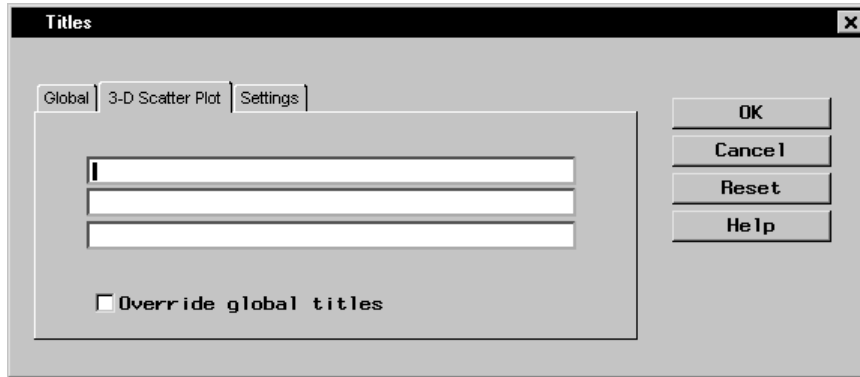 Titles
Global 3-D Scatter Plot Settings
OK
Cancel
Reset
Help
Override global titles